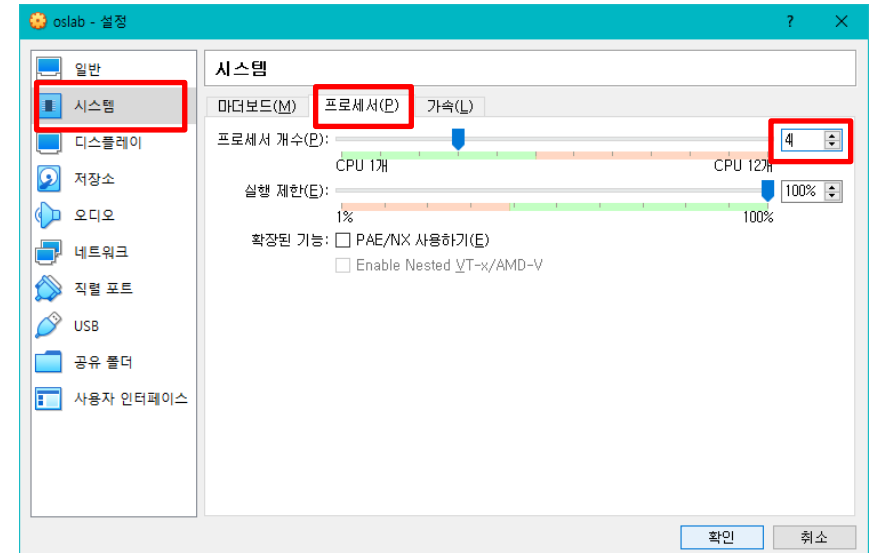 oslab - 설정
?
일반
시스템
디스플레이
저장소
오디오
네트워크
직렬 포트
USB
공유 폴더
사용자 인터페이스
시스템
마더보드(M) 프로세서(P) 가속(L)
프로세서 개수(P): 4
CPU 1개 CPU 12개
실행 제한(E): 100%
1% 100%
확장된 기능: PAE/NX 사용하기(E)
Enable Nested VT-x/AMD-V
확인 취소